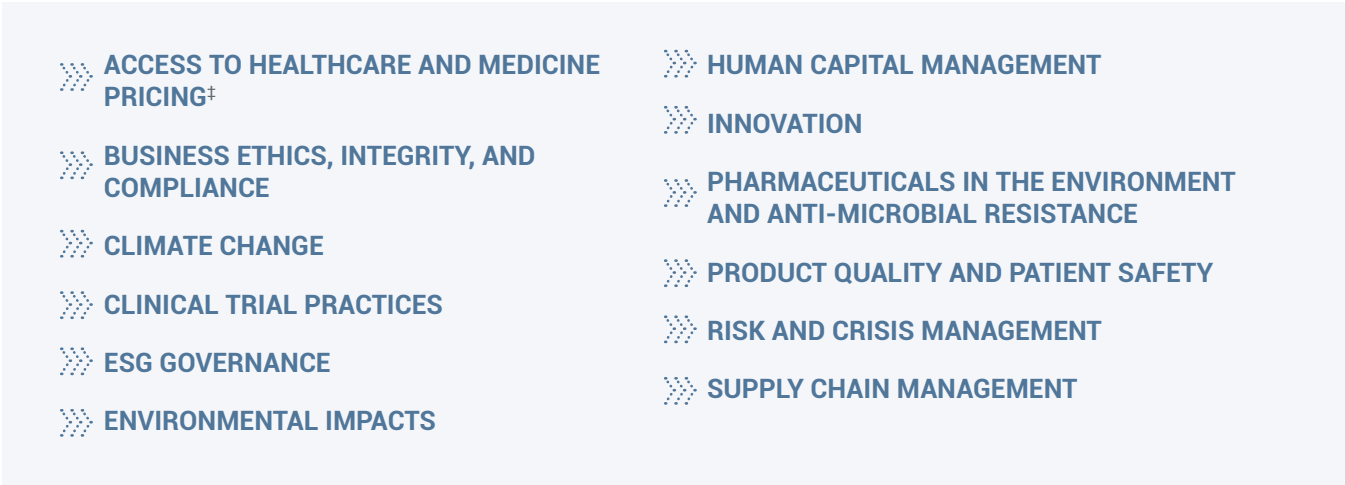 ACCESS TO HEALTHCARE AND MEDICINE
PRICING‡
BUSINESS ETHICS, INTEGRITY, AND
COMPLIANCE
CLIMATE CHANGE
CLINICAL TRIAL PRACTICES
ESG GOVERNANCE
ENVIRONMENTAL IMPACTS
HUMAN CAPITAL MANAGEMENT
INNOVATION
PHARMACEUTICALS IN THE ENVIRONMENT
AND ANTI-MICROBIAL RESISTANCE
PRODUCT QUALITY AND PATIENT SAFETY
RISK AND CRISIS MANAGEMENT
SUPPLY CHAIN MANAGEMENT